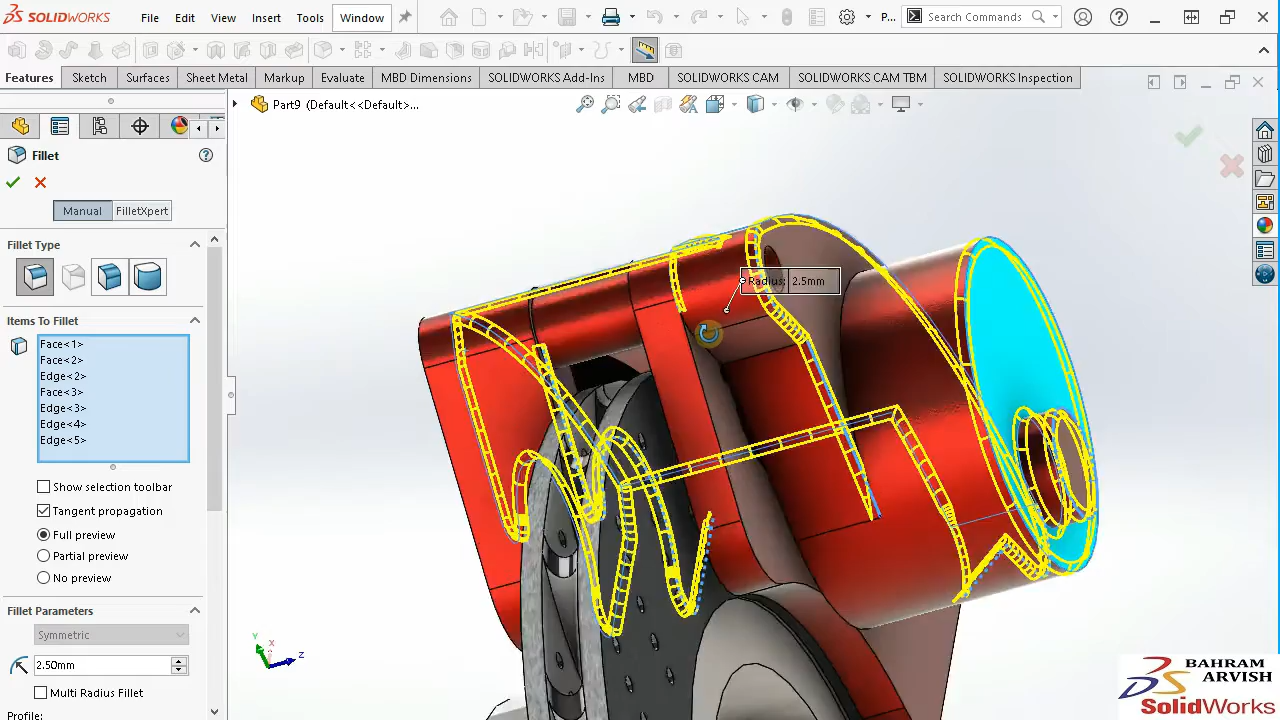 SOLIDWORKS
File Edit View Insert Tools Window
P...
Search Commands
Features Sketch Surfaces Sheet Metal Markup Evaluate MBD Dimensions SOLIDWORKS Add-Ins MBD SOLIDWORKS CAM SOLIDWORKS CAM TBM SOLIDWORKS Inspection
Part9 (Default<<Default>...
Fillet
Manual FilletXpert
Fillet Type
Items To Fillet
Face<1>
Face<2>
Edge<2>
Face<3>
Edge<3>
Edge<4>
Edge<5>
Show selection toolbar
Tangent propagation
Full preview
Partial preview
No preview
Fillet Parameters
Symmetric
2.50mm
Multi Radius Fillet
Profile:
Radius: 2.5mm
Y
X
Z
BAHRAM
ARVISH
SolidWorks